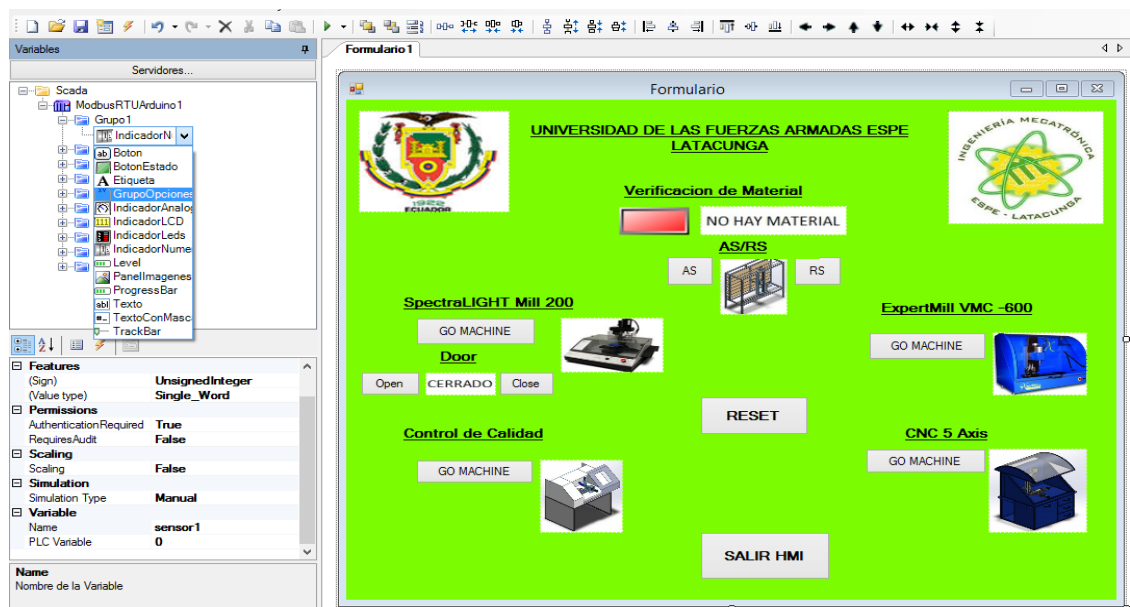 Variables
Formulario1
Servidores...
Scada
ModbusRTUArduino1
Grupo1
IndicadorN
Boton
BotonEstado
Etiqueta
GrupoOpciones
IndicadorAnalog
IndicadorLCD
IndicadorLeds
IndicadorNume
Level
PanelImagenes
ProgressBar
Texto
TextoConMasc
TrackBar
Features
(Sign) UnsignedInteger
(Value type) Single_Word
Permissions
AuthenticationRequired True
RequiresAudit False
Scaling
Scaling False
Simulation
Simulation Type Manual
Variable
Name sensor1
PLC Variable 0
Name
Nombre de la Variable
Formulario
UNIVERSIDAD DE LAS FUERZAS ARMADAS ESPE
LATACUNGA
1922
ECUADOR
INGENIERÍA MECATRÓNICA
ESPE - LATACUNGA
Verificacion de Material
NO HAY MATERIAL
AS/RS
AS
RS
SpectraLIGHT Mill 200
GO MACHINE
Door
Open CERRADO Close
ExpertMill VMC -600
GO MACHINE
RESET
Control de Calidad
GO MACHINE
CNC 5 Axis
GO MACHINE
SALIR HMI